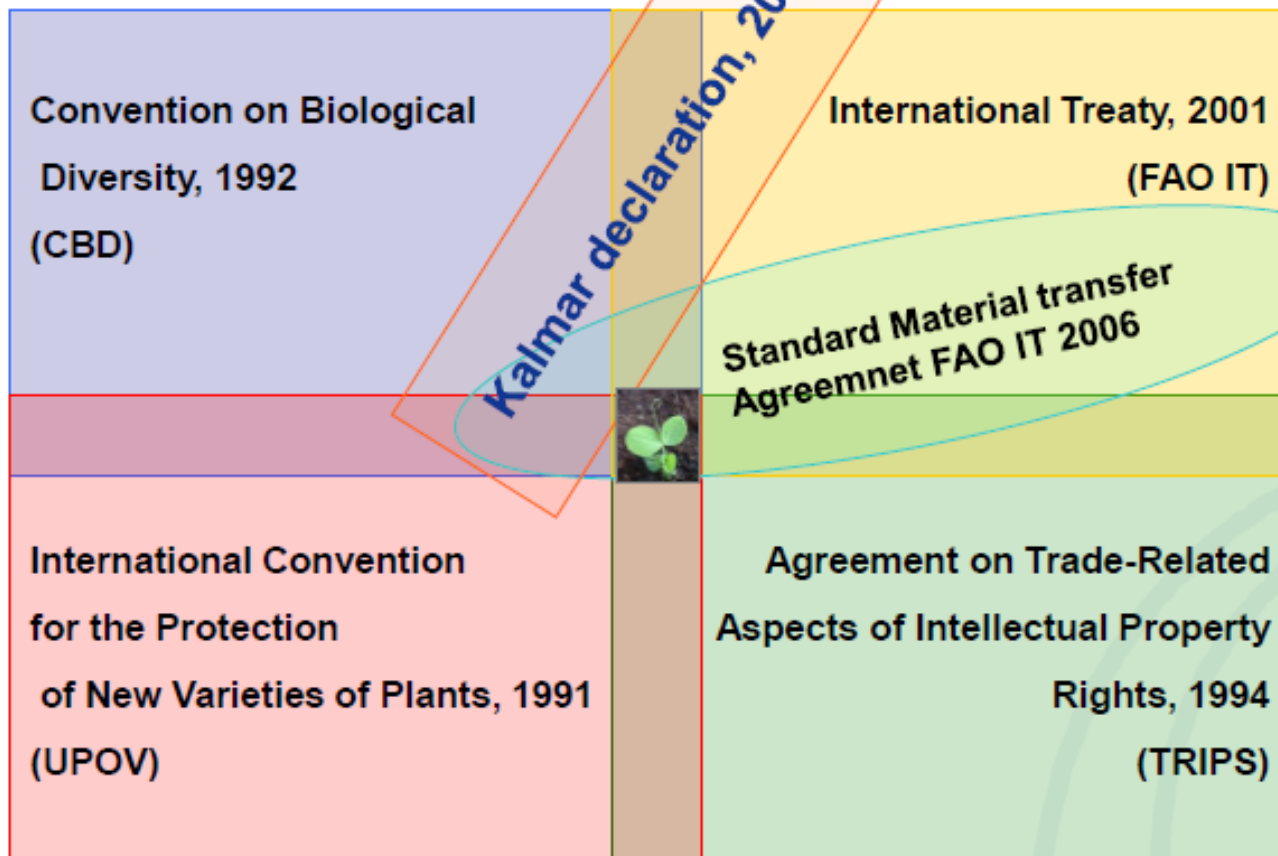 Convention on Biological
Diversity, 1992
(CBD)
Kalmar declaration, 20
International Treaty, 2001
(FAO IT)
Standard Material transfer
Agreemnet FAO IT 2006
International Convention
for the Protection
of New Varieties of Plants, 1991
(UPOV)
Agreement on Trade-Related
Aspects of Intellectual Property
Rights, 1994
(TRIPS)